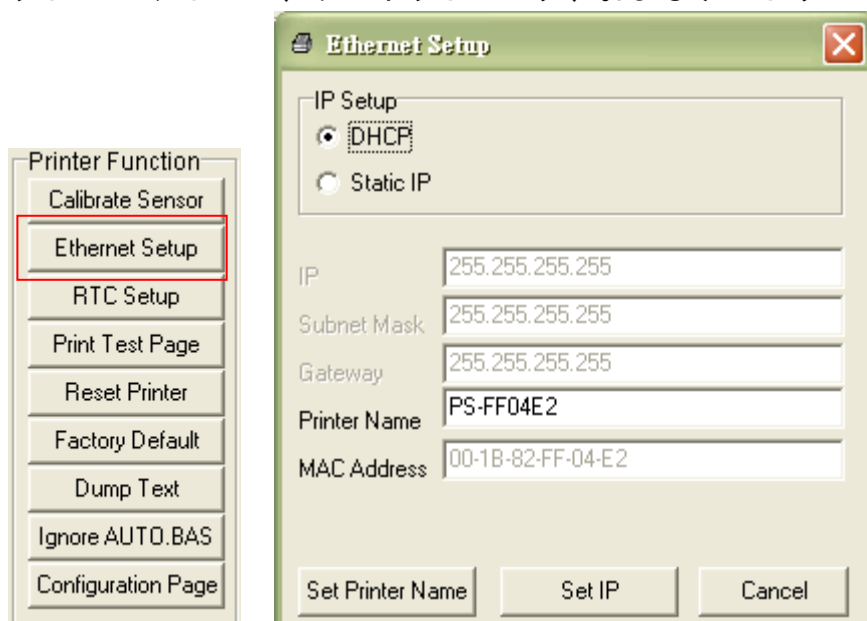 Printer Function
Calibrate Sensor
Ethernet Setup
RTC Setup
Print Test Page
Reset Printer
Factory Default
Dump Text
Ignore AUTO.BAS
Configuration Page
Ethernet Setup
IP Setup
DHCP
Static IP
IP 255.255.255.255
Subnet Mask 255.255.255.255
Gateway 255.255.255.255
Printer Name PS-FF04E2
MAC Address 00-1B-82-FF-04-E2
Set Printer Name Set IP Cancel